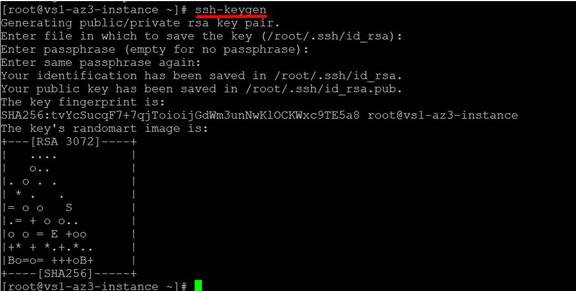 [root@vs1-az3-instance ~]# ssh-keygen
Generating public/private rsa key pair.
Enter file in which to save the key (/root/.ssh/id_rsa):
Enter passphrase (empty for no passphrase):
Enter same passphrase again:
Your identification has been saved in /root/.ssh/id_rsa.
Your public key has been saved in /root/.ssh/id_rsa.pub.
The key fingerprint is:
SHA256:tvYcSucqF7+7qjToioijGdWm3unNwKlOCKWxc9TE5a8 root@vs1-az3-instance
The key's randomart image is:
+---[RSA 3072]----+
|   ....          |
|   o..           |
|. o . .          |
| * .    .        |
|= o o    S       |
|.= + o o..       |
|o o = E +oo      |
|+* + *.+.*..     |
|Bo=o= +++oB+     |
+----[SHA256]-----+
[root@vs1-az3-instance ~]#